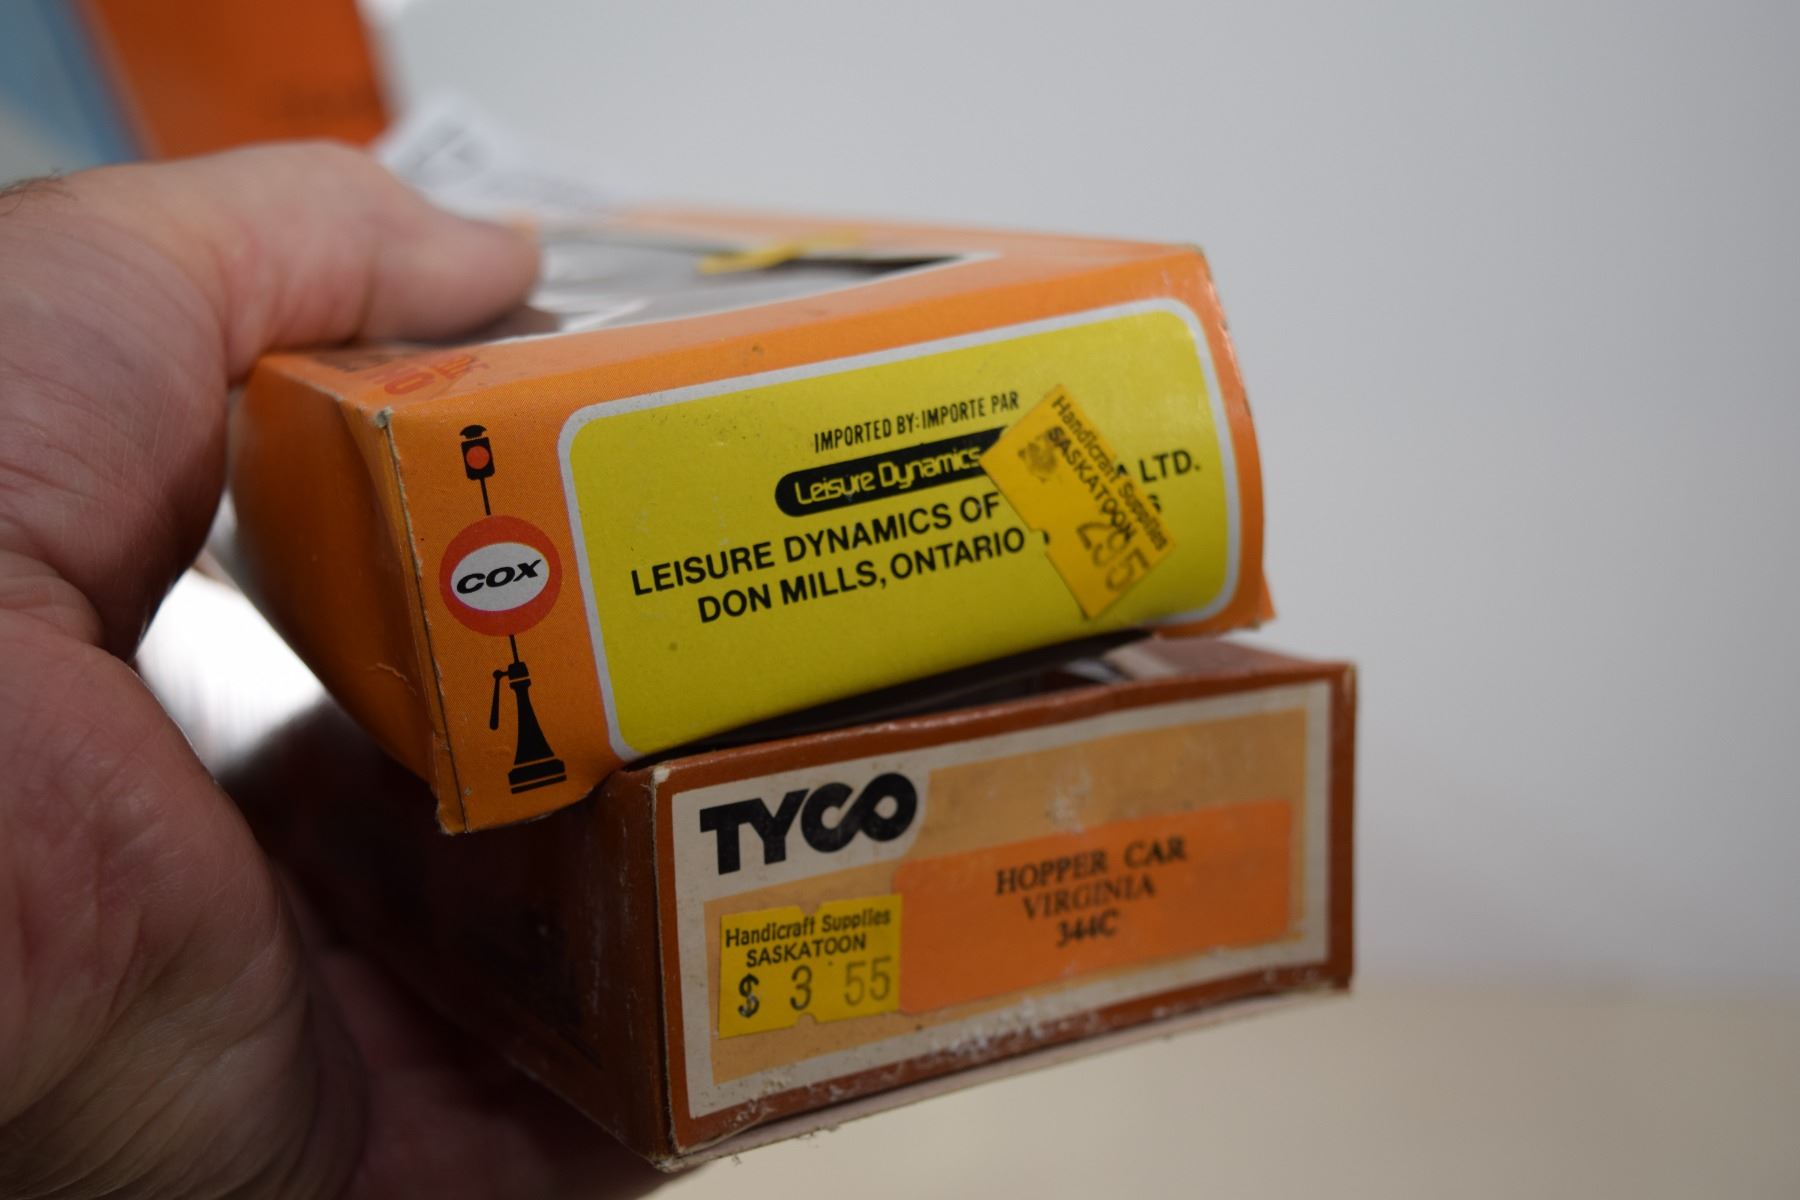 COX
IMPORTED BY: IMPORTE PAR
Leisure Dynamics
LEISURE DYNAMICS OF A LTD.
DON MILLS, ONTARIO
Handicraft Supplies
SASKATOON
295
TYCO
HOPPER CAR
VIRGINIA
344C
Handicraft Supplies
SASKATOON
$ 3 55